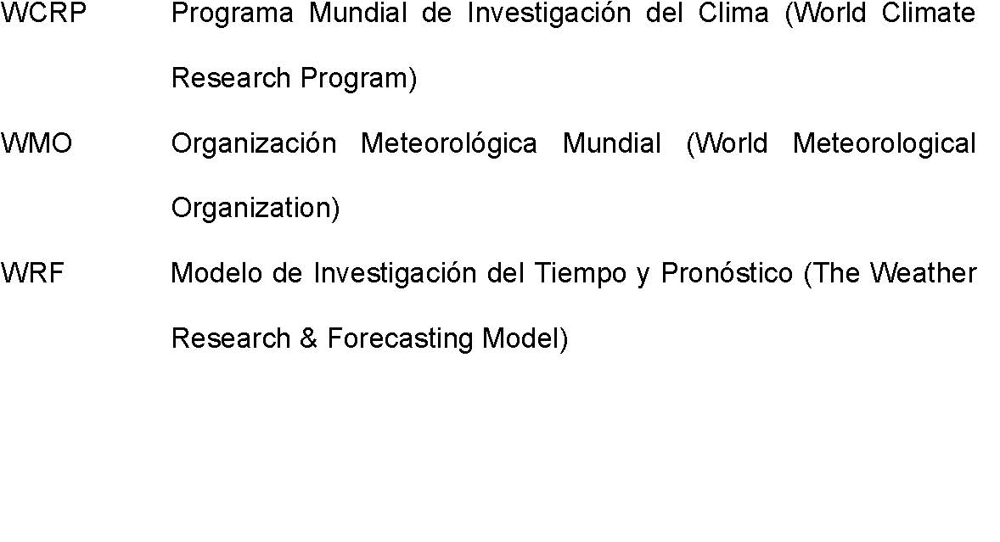 WCRP Programa Mundial de Investigación del Clima (World Climate
Research Program)
WMO Organización Meteorológica Mundial (World Meteorological
Organization)
WRF Modelo de Investigación del Tiempo y Pronóstico (The Weather
Research & Forecasting Model)